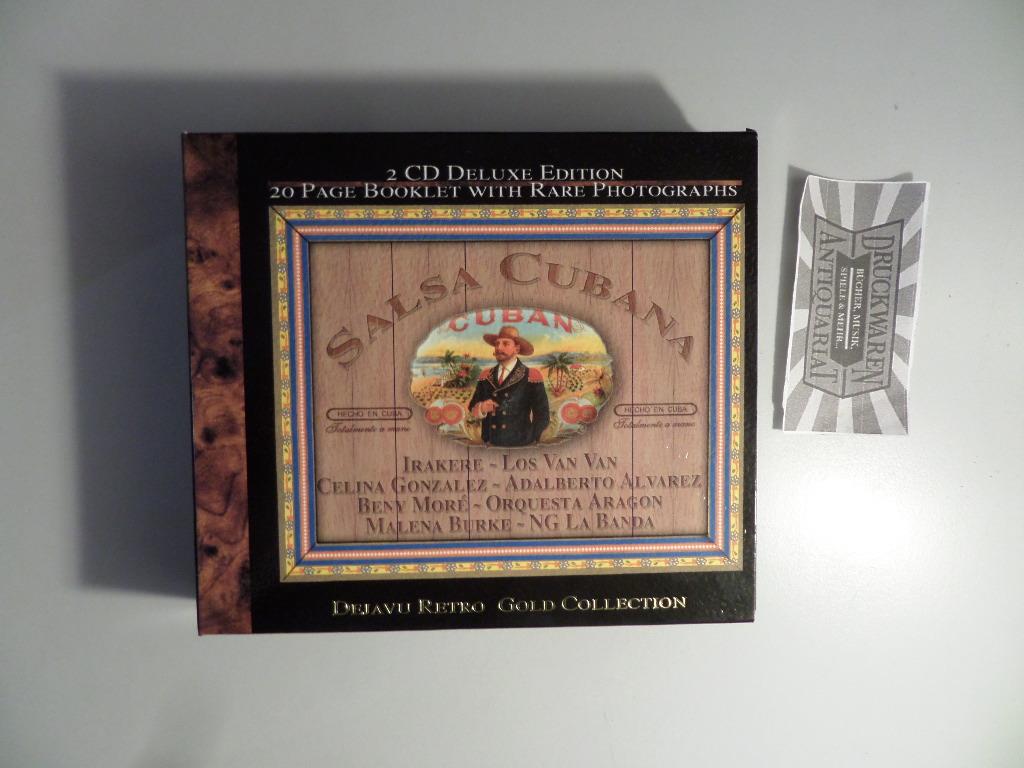 2 CD Deluxe Edition
20 Page Booklet with Rare Photographs
Salsa Cubana
CUBAN
HECHO EN CUBA
Totalmente a mano
HECHO EN CUBA
Totalmente a mano
Irakere ~ Los Van Van
Celina Gonzalez ~ Adalberto Alvarez
Beny Moré ~ Orquesta Aragon
Malena Burke ~ NG La Banda
Dejavu Retro Gold Collection
DRUCKWAREN
BÜCHER, MUSIK,
SPIELE & MEHR...
ANTIQUARIAT